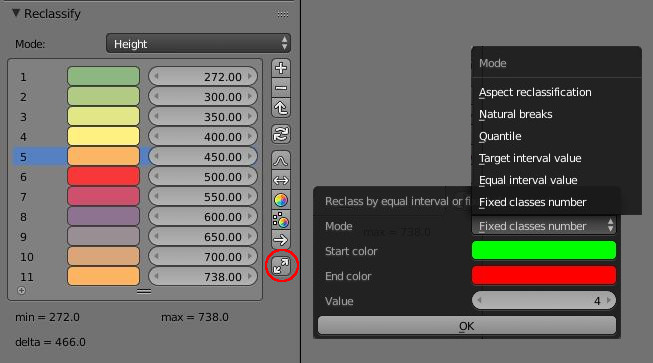 Reclassify
Mode: Height
1 272.00
2 300.00
3 350.00
4 400.00
5 450.00
6 500.00
7 550.00
8 600.00
9 650.00
10 700.00
11 738.00
min = 272.0 max = 738.0
delta = 466.0
Mode
Aspect reclassification
Natural breaks
Quantile
Target interval value
Equal interval value
Fixed classes number
Reclass by equal interval or fi
Mode Fixed classes number
max = 738.0
Start color
End color
Value 4
OK